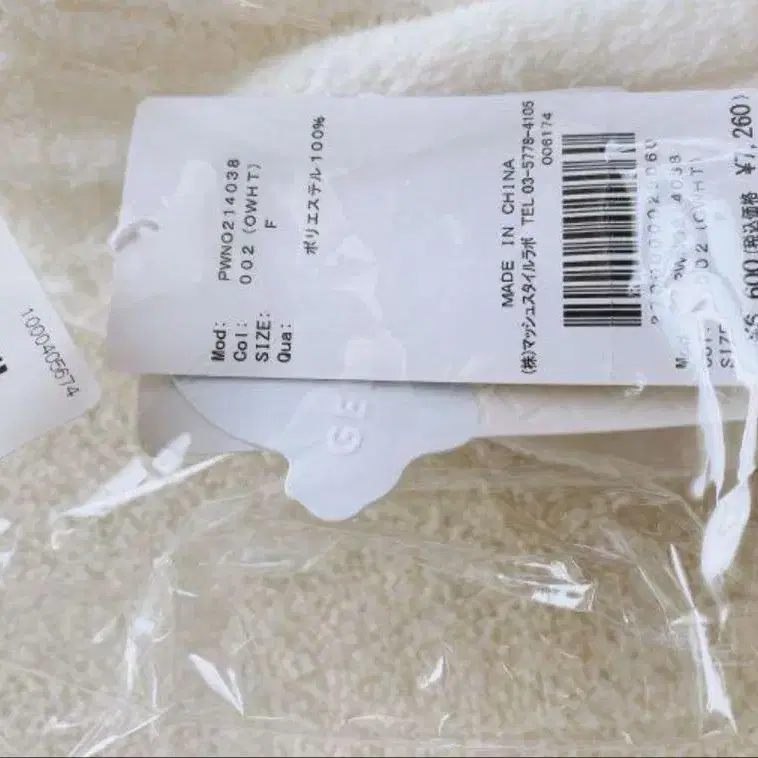 Mod: PWNO214038
Col: 002 (OWHT)
SIZE: F
Qua:
ポリエステル100%
MADE IN CHINA
(株)マッシュスタイルラボ TEL 03-5778-4105
006174
¥6,600(税込価格 ¥7,260)
GE
1000405674